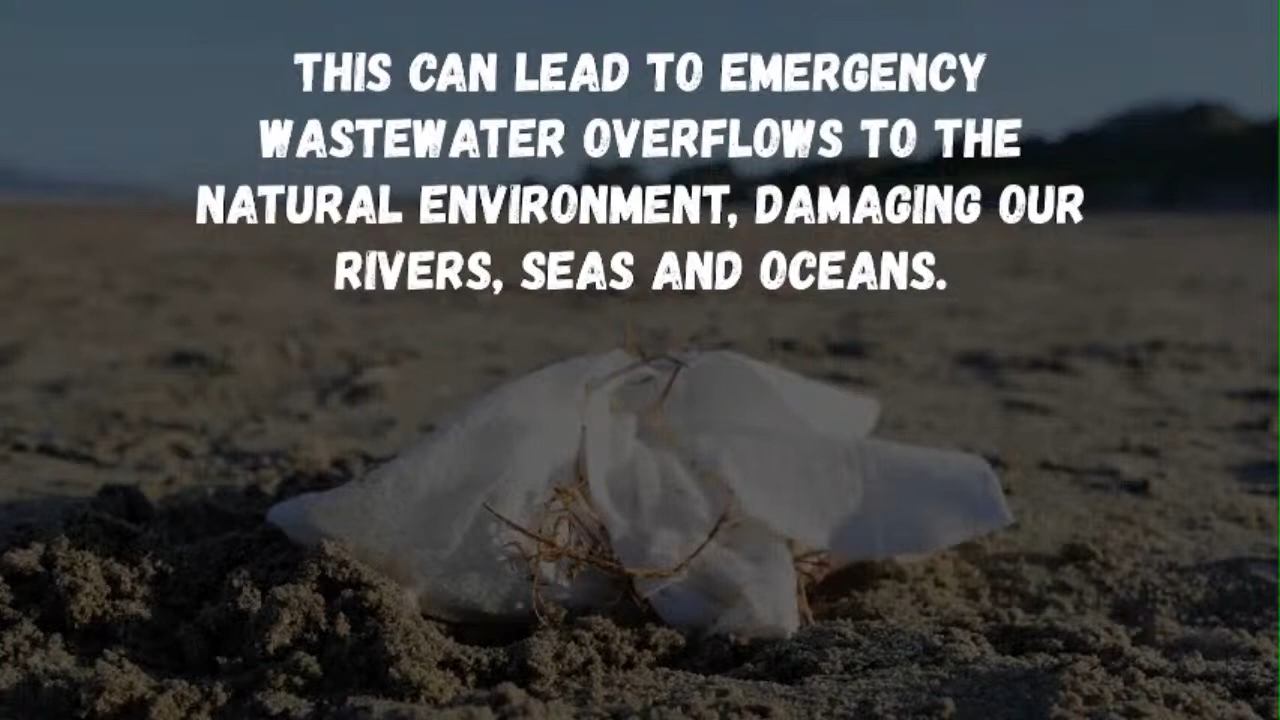 THIS CAN LEAD TO EMERGENCY
WASTEWATER OVERFLOWS TO THE
NATURAL ENVIRONMENT, DAMAGING OUR
RIVERS, SEAS AND OCEANS.